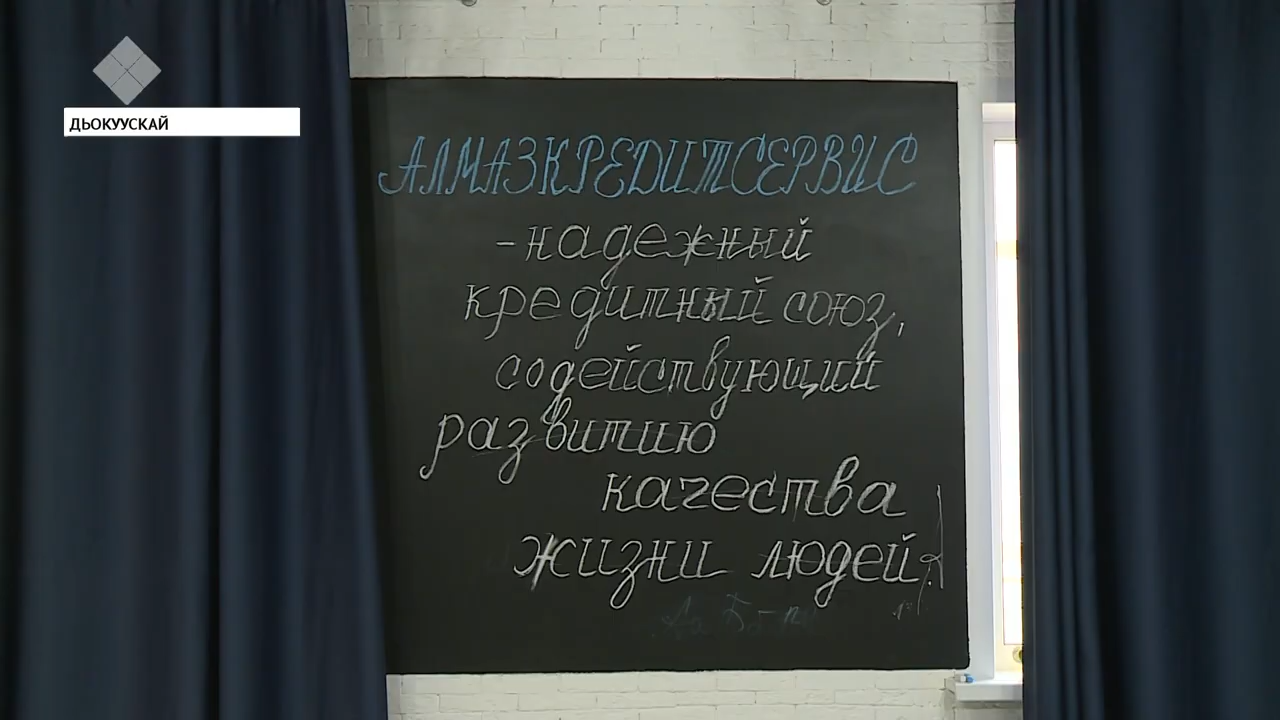 ДЬОКУУСКАЙ
АЛМАЗКРЕДИТСЕРВИС
-надежный
кредитный союз,
содействующий
развитию
качества
жизни людей.